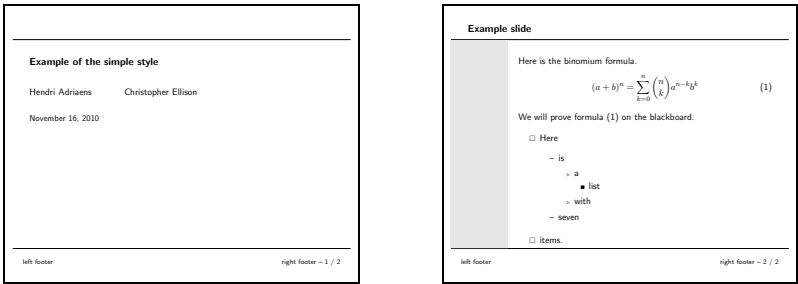 Example of the simple style
Hendri Adriaens Christopher Ellison
November 16, 2010
left footer
right footer – 1 / 2
Example slide
Here is the binomium formula.
(a + b)^n = \sum_{k=0}^{n} \binom{n}{k} a^{n-k} b^k (1)
We will prove formula (1) on the blackboard.
□ Here
– is
▹ a
■ list
▹ with
– seven
□ items.
left footer
right footer – 2 / 2